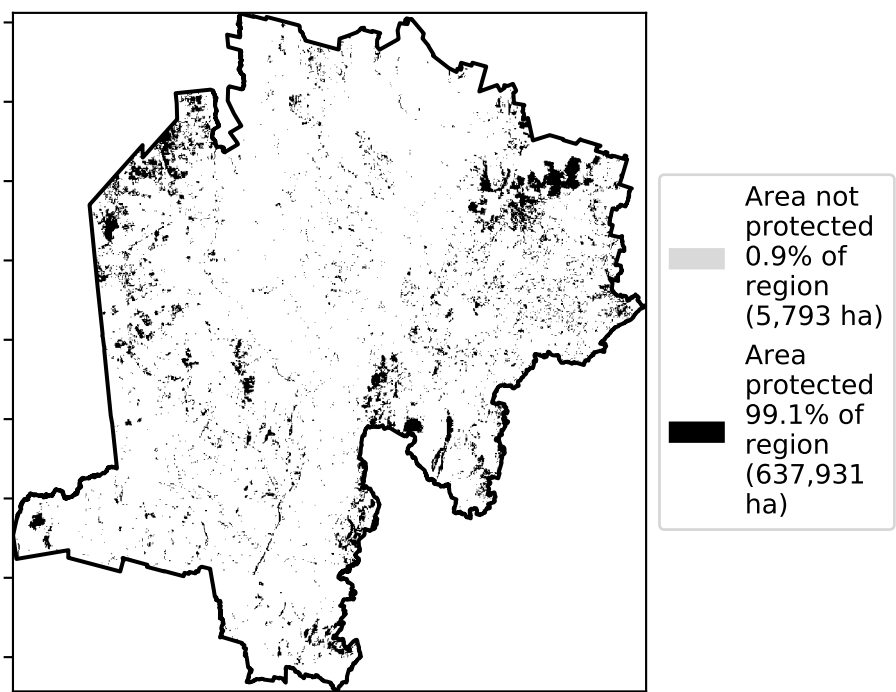 Area not
protected
0.9% of
region
(5,793 ha)
Area
protected
99.1% of
region
(637,931
ha)